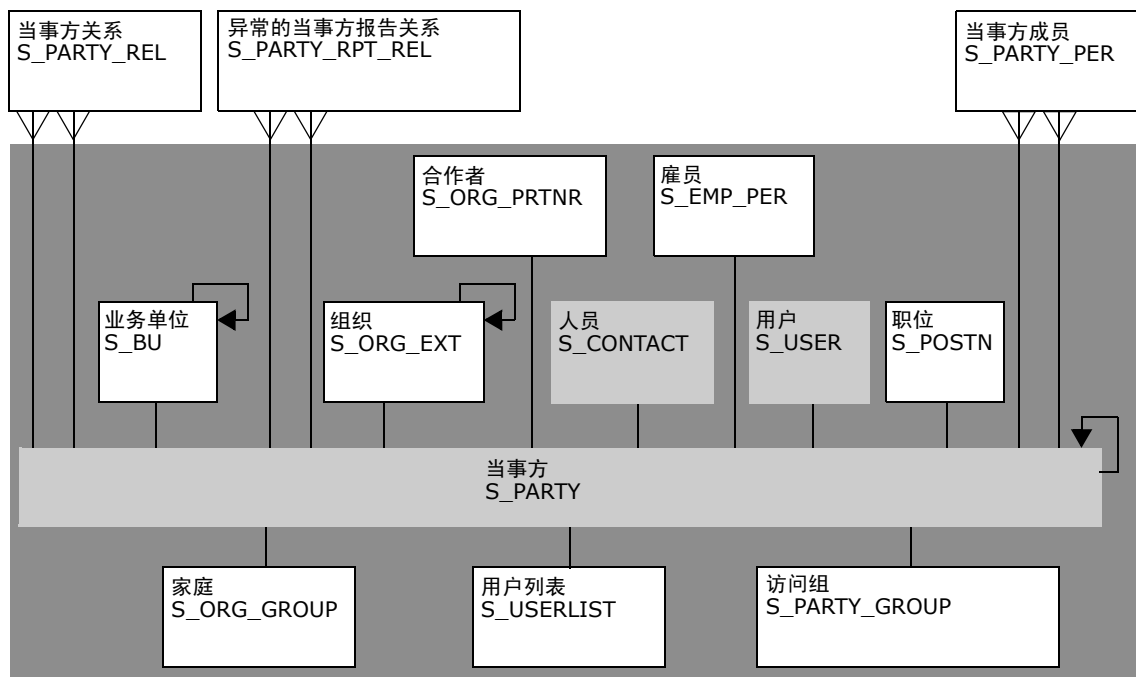 当事方关系
S_PARTY_REL
异常的当事方报告关系
S_PARTY_RPT_REL
当事方成员
S_PARTY_PER
合作者
S_ORG_PRTNR
雇员
S_EMP_PER
业务单位
S_BU
组织
S_ORG_EXT
人员
S_CONTACT
用户
S_USER
职位
S_POSTN
当事方
S_PARTY
家庭
S_ORG_GROUP
用户列表
S_USERLIST
访问组
S_PARTY_GROUP